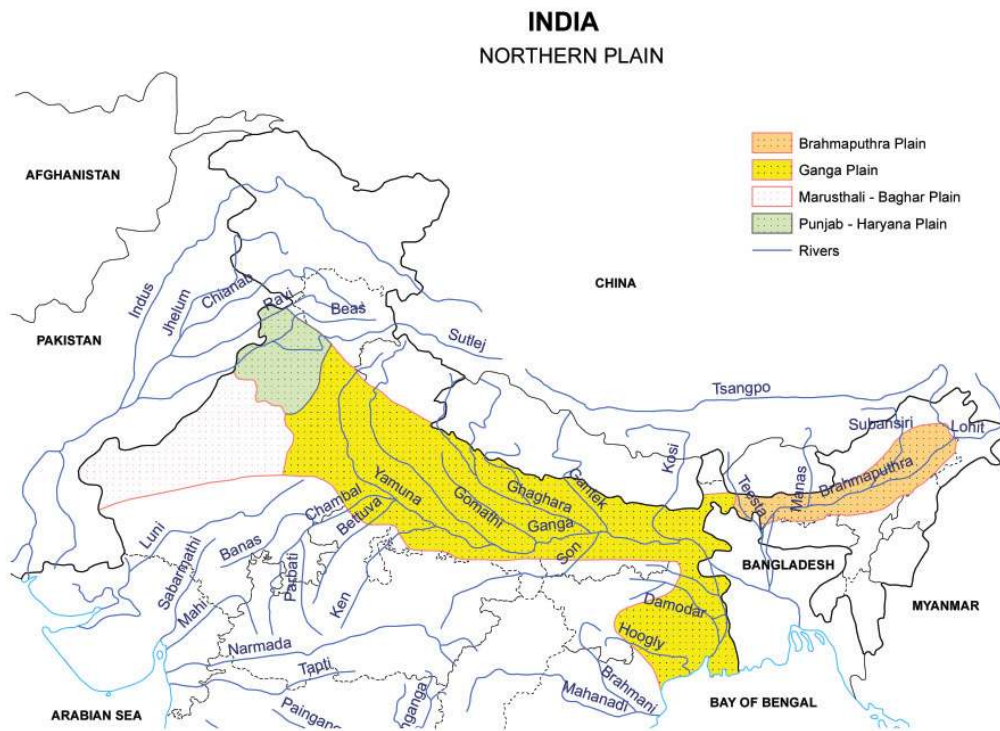 INDIA
NORTHERN PLAIN
Brahmaputhra Plain
Ganga Plain
Marusthali - Baghar Plain
Punjab - Haryana Plain
Rivers
AFGHANISTAN
PAKISTAN
CHINA
Indus
Jhelum
Chianab
Ravi
Beas
Sutlej
Tsangpo
Subansiri
Lohit
Brahmaputhra
Manas
Teesta
Kosi
Gantek
Ghaghara
Gomathi
Ganga
Yamuna
Chambal
Bettuva
Son
Luni
Sabarmathi
Banas
Parbati
Ken
Mahi
Narmada
Tapti
Damodar
Hoogly
Brahmani
Mahanadi
BANGLADESH
MYANMAR
ARABIAN SEA
BAY OF BENGAL